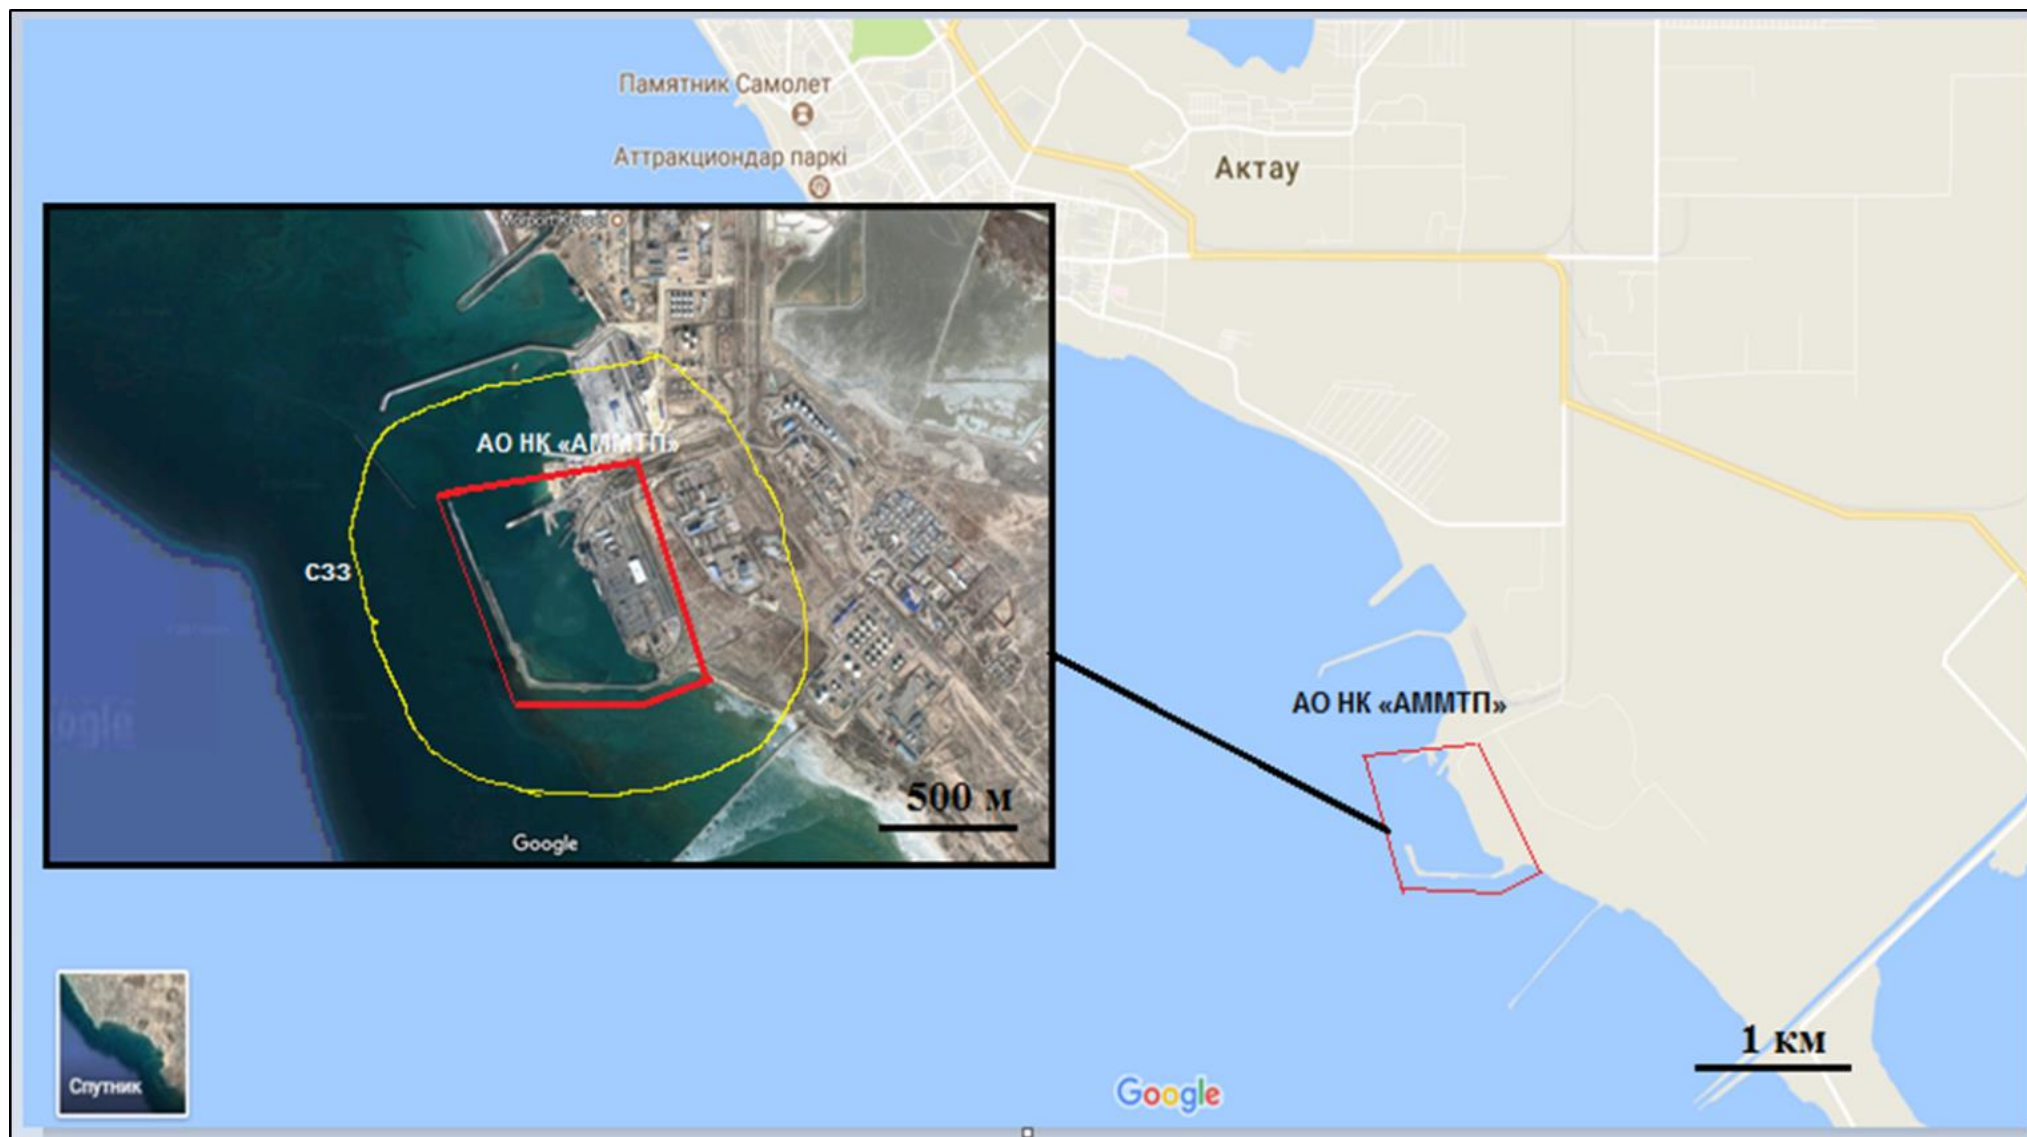 Памятник Самолет
Аттракциондар паркі
Актау
АО НК «АММТП»
СЗЗ
500 м
Google
АО НК «АММТП»
1 км
Google
Спутник